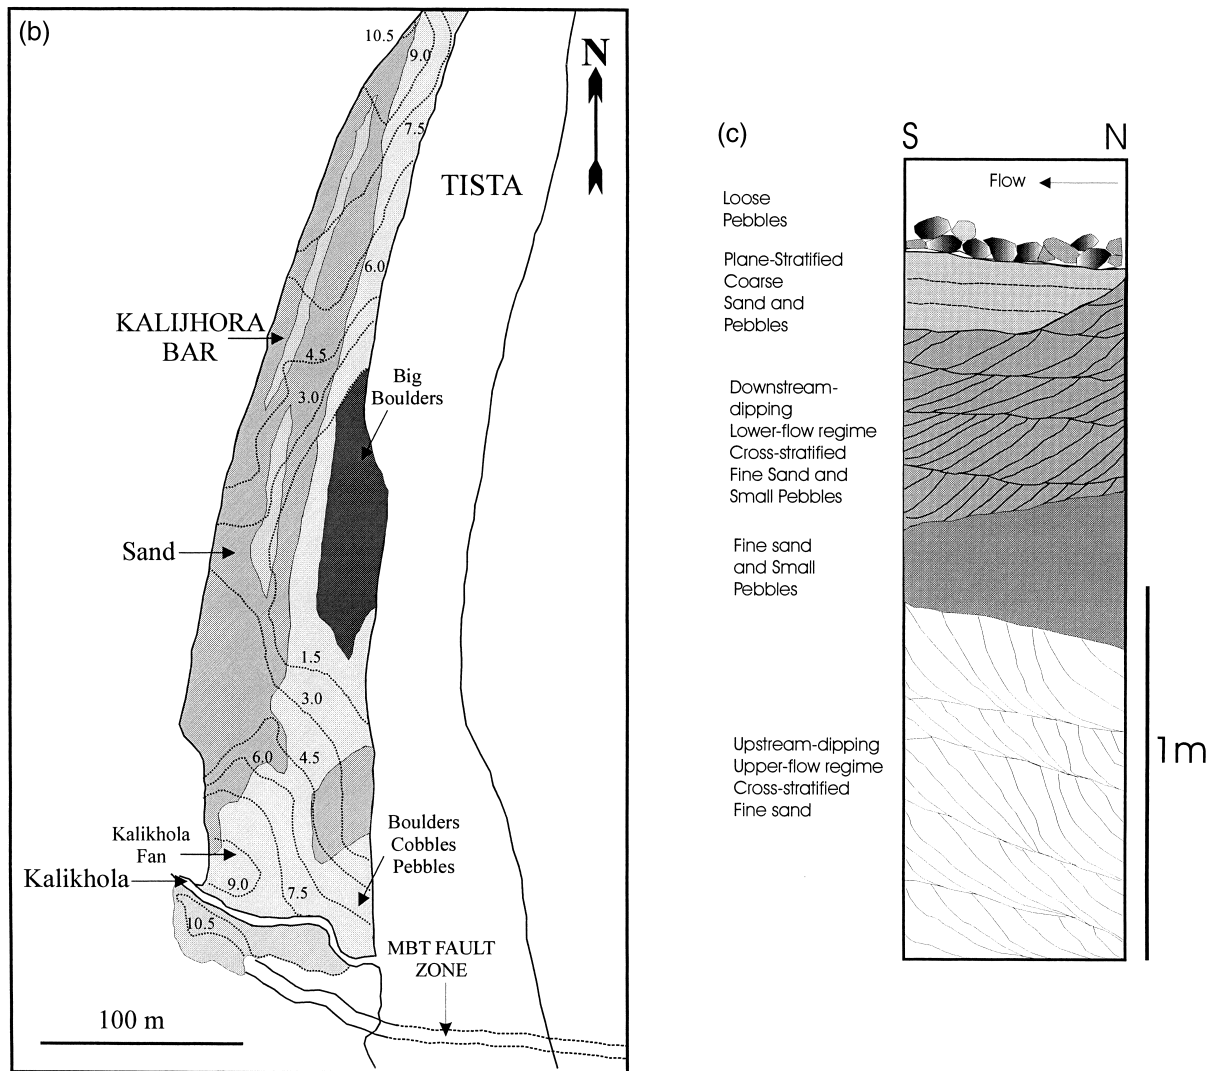 (b)
10.5
9.0
N
7.5
TISTA
6.0
KALIJHORA
BAR
4.5
Big
Boulders
3.0
Sand
1.5
3.0
6.0
4.5
Kalikhola
Fan
Boulders
Cobbles
Pebbles
Kalikhola
9.0
7.5
10.5
MBT FAULT
ZONE
100 m
(c)
S
N
Flow
Loose
Pebbles
Plane-Stratified
Coarse
Sand and
Pebbles
Downstream-
dipping
Lower-flow regime
Cross-stratified
Fine Sand and
Small Pebbles
Fine sand
and Small
Pebbles
Upstream-dipping
Upper-flow regime
Cross-stratified
Fine sand
1m